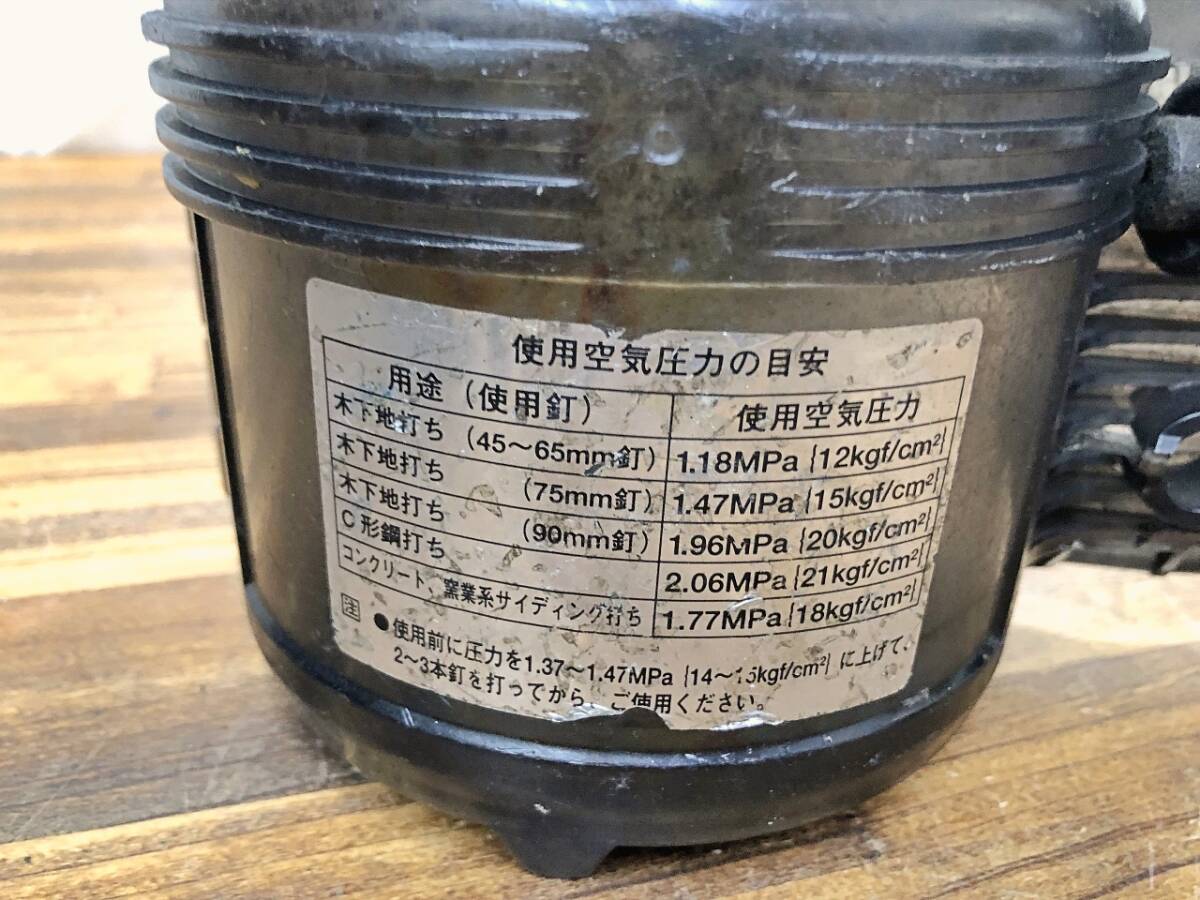 使用空気圧力の目安
用途（使用釘） 使用空気圧力
木下地打ち （45〜65mm釘） 1.18MPa {12kgf/cm²}
木下地打ち （75mm釘） 1.47MPa {15kgf/cm²}
木下地打ち （90mm釘） 1.96MPa {20kgf/cm²}
C形鋼打ち 2.06MPa {21kgf/cm²}
コンクリート、窯業系サイディング打ち 1.77MPa {18kgf/cm²}
注 ●使用前に圧力を1.37〜1.47MPa {14〜15kgf/cm²} に上げて、
2〜3本釘を打ってから、ご使用ください。